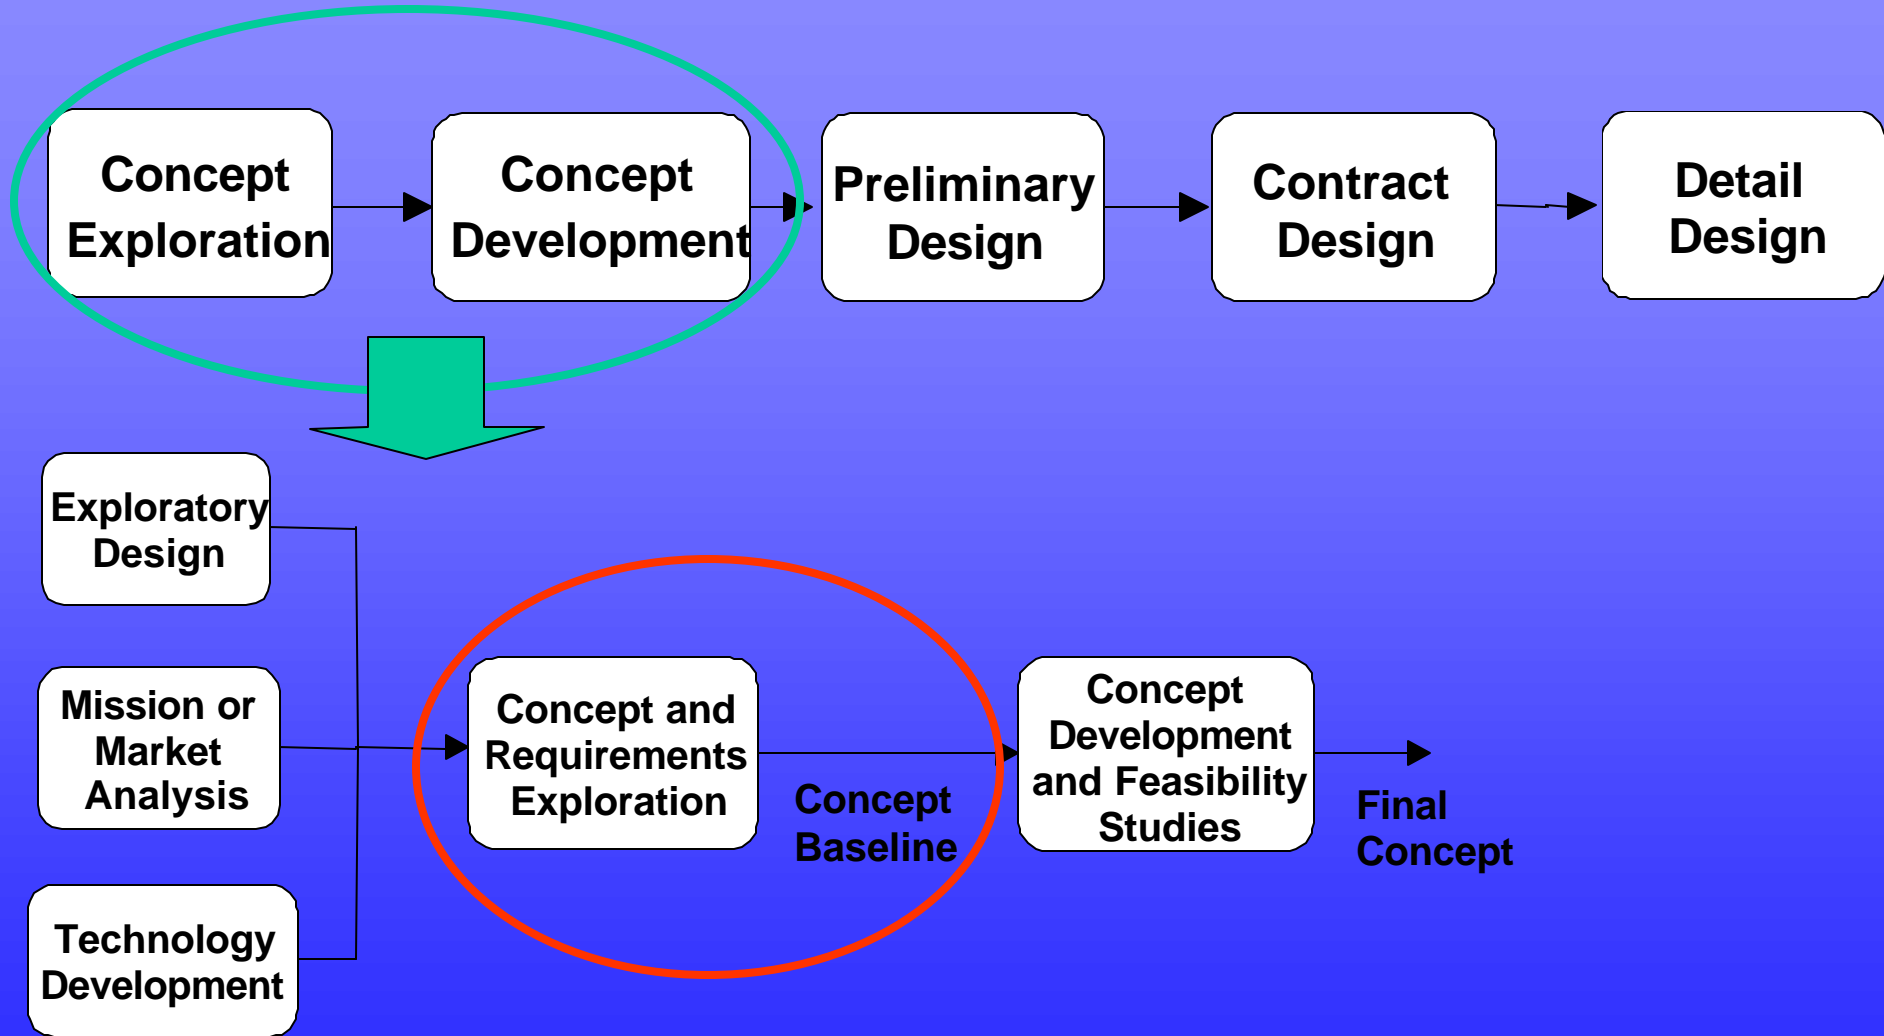 Concept
Exploration
Concept
Development
Preliminary
Design
Contract
Design
Detail
Design
Exploratory
Design
Mission or
Market
Analysis
Technology
Development
Concept and
Requirements
Exploration
Concept
Baseline
Concept
Development
and Feasibility
Studies
Final
Concept